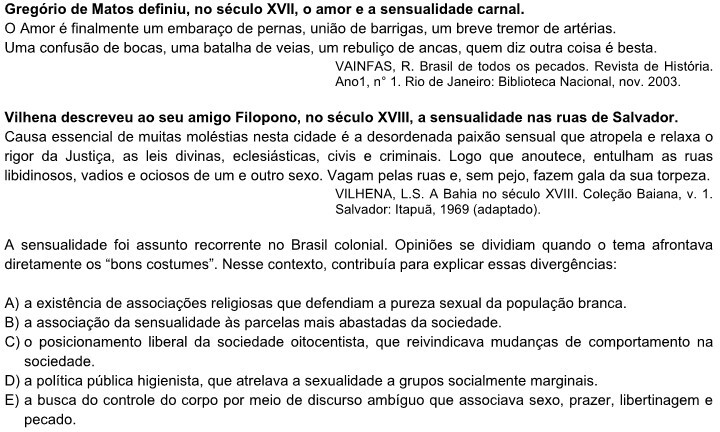 Gregório de Matos definiu, no século XVII, o amor e a sensualidade carnal.
O Amor é finalmente um embaraço de pernas, união de barrigas, um breve tremor de artérias.
Uma confusão de bocas, uma batalha de veias, um rebuliço de ancas, quem diz outra coisa é besta.
VAINFAS, R. Brasil de todos os pecados. Revista de História.
Ano1, n° 1. Rio de Janeiro: Biblioteca Nacional, nov. 2003.
Vilhena descreveu ao seu amigo Filopono, no século XVIII, a sensualidade nas ruas de Salvador.
Causa essencial de muitas moléstias nesta cidade é a desordenada paixão sensual que atropela e relaxa o
rigor da Justiça, as leis divinas, eclesiásticas, civis e criminais. Logo que anoutece, entulham as ruas
libidinosos, vadios e ociosos de um e outro sexo. Vagam pelas ruas e, sem pejo, fazem gala da sua torpeza.
VILHENA, L.S. A Bahia no século XVIII. Coleção Baiana, v. 1.
Salvador: Itapuã, 1969 (adaptado).
A sensualidade foi assunto recorrente no Brasil colonial. Opiniões se dividiam quando o tema afrontava
diretamente os “bons costumes”. Nesse contexto, contribuía para explicar essas divergências:
A) a existência de associações religiosas que defendiam a pureza sexual da população branca.
B) a associação da sensualidade às parcelas mais abastadas da sociedade.
C) o posicionamento liberal da sociedade oitocentista, que reivindicava mudanças de comportamento na
sociedade.
D) a política pública higienista, que atrelava a sexualidade a grupos socialmente marginais.
E) a busca do controle do corpo por meio de discurso ambíguo que associava sexo, prazer, libertinagem e
pecado.